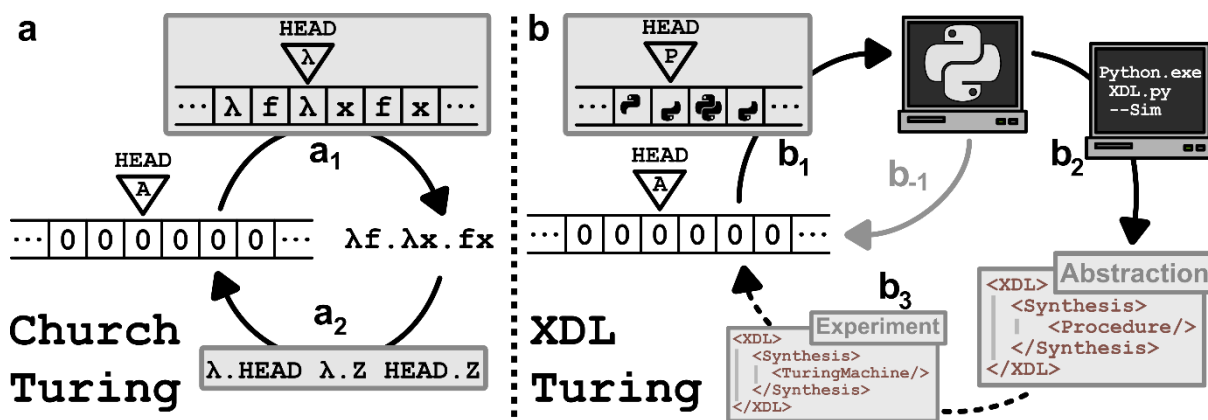 a
HEAD
λ
··· λ f λ x f x ···
a1
HEAD
A
··· 0 0 0 0 0 0 ···
λf.λx.fx
a2
λ.HEAD λ.Z HEAD.Z
Church
Turing
b
HEAD
P
··· ···
b1
HEAD
A
··· 0 0 0 0 0 0 ···
b-1
Python.exe
XDL.py
--Sim
b2
Abstraction
<XDL>
<Synthesis>
<Procedure/>
</Synthesis>
</XDL>
b3
Experiment
<XDL>
<Synthesis>
<TuringMachine/>
</Synthesis>
</XDL>
XDL
Turing